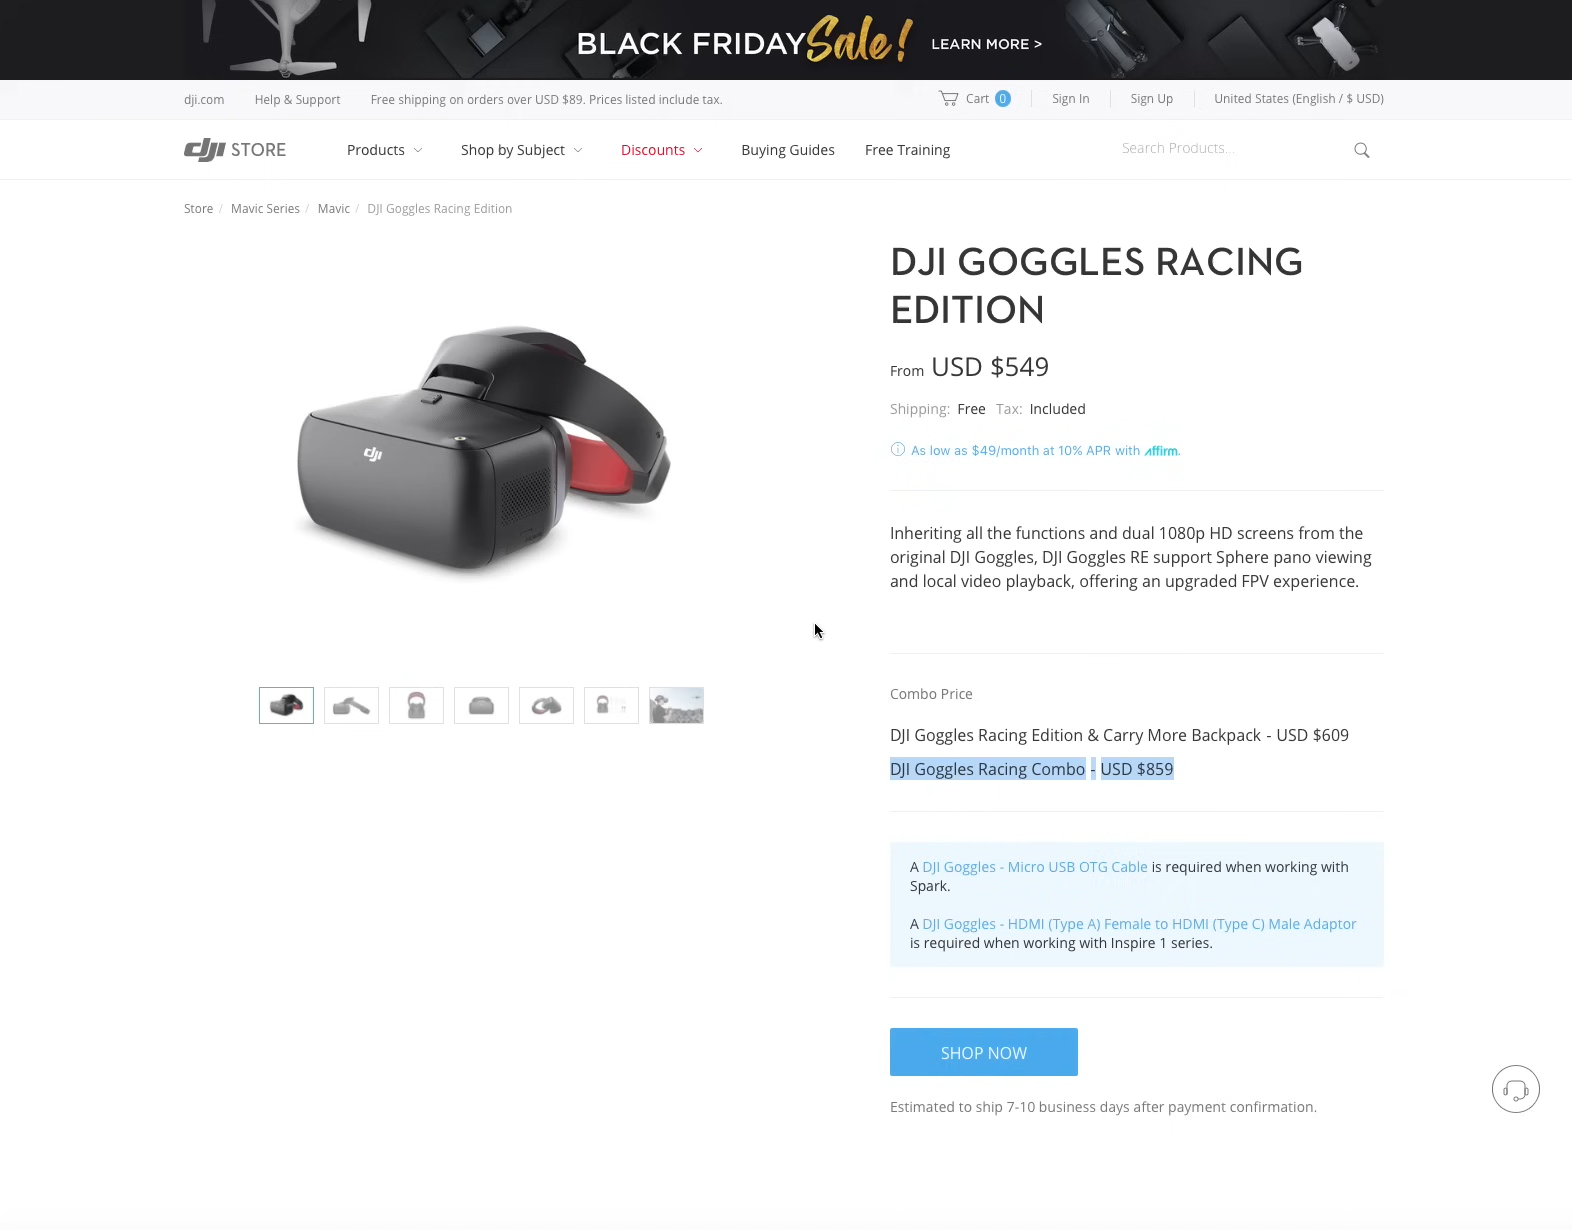 BLACK FRIDAY Sale! LEARN MORE >
dji.com Help & Support Free shipping on orders over USD $89. Prices listed include tax. Cart 0 Sign In Sign Up United States (English / $ USD)
dji STORE Products Shop by Subject Discounts Buying Guides Free Training Search Products...
Store / Mavic Series / Mavic / DJI Goggles Racing Edition
DJI GOGGLES RACING
EDITION
From USD $549
Shipping: Free Tax: Included
As low as $49/month at 10% APR with affirm.
dji
Inheriting all the functions and dual 1080p HD screens from the
original DJI Goggles, DJI Goggles RE support Sphere pano viewing
and local video playback, offering an upgraded FPV experience.
Combo Price
DJI Goggles Racing Edition & Carry More Backpack - USD $609
DJI Goggles Racing Combo - USD $859
A DJI Goggles - Micro USB OTG Cable is required when working with
Spark.
A DJI Goggles - HDMI (Type A) Female to HDMI (Type C) Male Adaptor
is required when working with Inspire 1 series.
SHOP NOW
Estimated to ship 7-10 business days after payment confirmation.